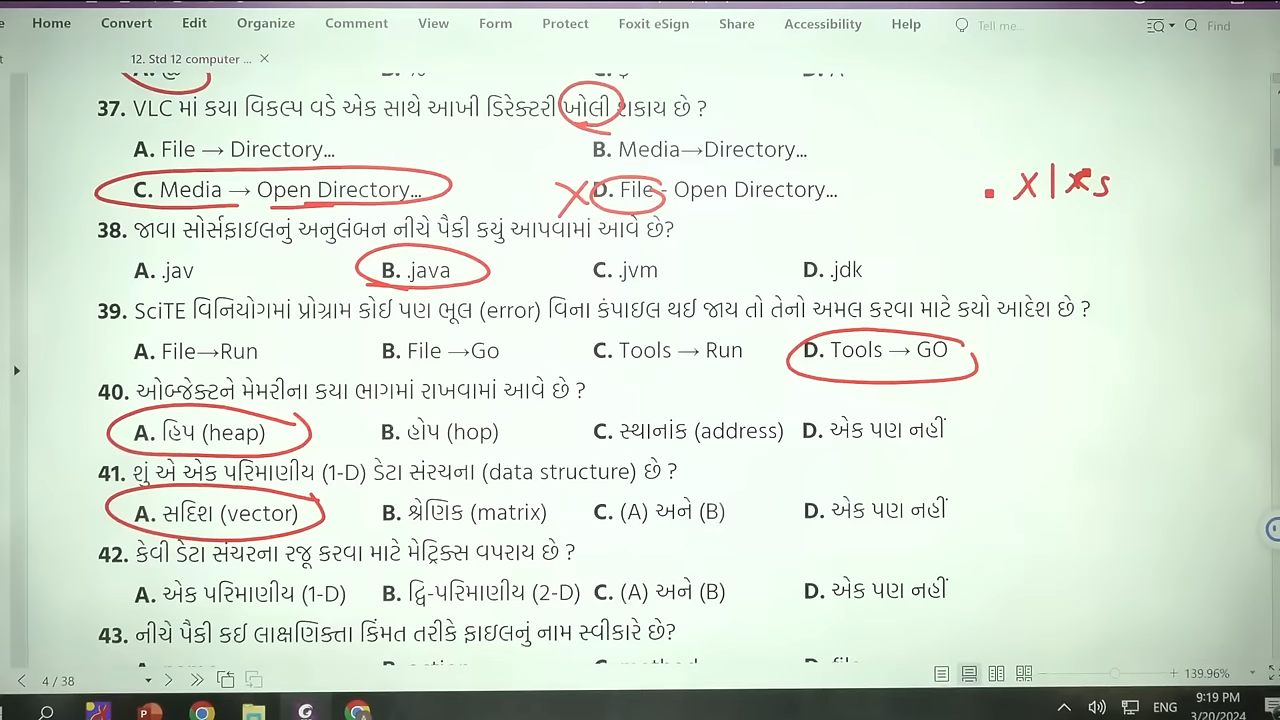 Home Convert Edit Organize Comment View Form Protect Foxit eSign Share Accessibility Help Tell me... Find
12. Std 12 computer ... ×
37. VLC માં કયા વિકલ્પ વડે એક સાથે આખી ડિરેક્ટરી ખોલી શકાય છે ?
A. File → Directory... B. Media→Directory...
C. Media → Open Directory... D. File - Open Directory...
. x|xs
38. જાવા સોર્સફાઇલનું અનુલંબન નીચે પૈકી કયું આપવામાં આવે છે?
A. .jav B. .java C. .jvm D. .jdk
39. SciTE વિનિયોગમાં પ્રોગ્રામ કોઈ પણ ભૂલ (error) વિના કંપાઇલ થઈ જાય તો તેનો અમલ કરવા માટે કયો આદેશ છે ?
A. File→Run B. File →Go C. Tools → Run D. Tools → GO
40. ઓબ્જેક્ટને મેમરીના કયા ભાગમાં રાખવામાં આવે છે ?
A. હિપ (heap) B. હોપ (hop) C. સ્થાનાંક (address) D. એક પણ નહીં
41. શું એ એક પરિમાણીય (1-D) ડેટા સંરચના (data structure) છે ?
A. સદિશ (vector) B. શ્રેણિક (matrix) C. (A) અને (B) D. એક પણ નહીં
42. કેવી ડેટા સંચરના રજૂ કરવા માટે મેટ્રિક્સ વપરાય છે ?
A. એક પરિમાણીય (1-D) B. દ્વિ-પરિમાણીય (2-D) C. (A) અને (B) D. એક પણ નહીં
43. નીચે પૈકી કઈ લાક્ષણિક્તા કિંમત તરીકે ફાઇલનું નામ સ્વીકારે છે?
4 / 38 139.96%
ENG 9:19 PM
3/20/2024